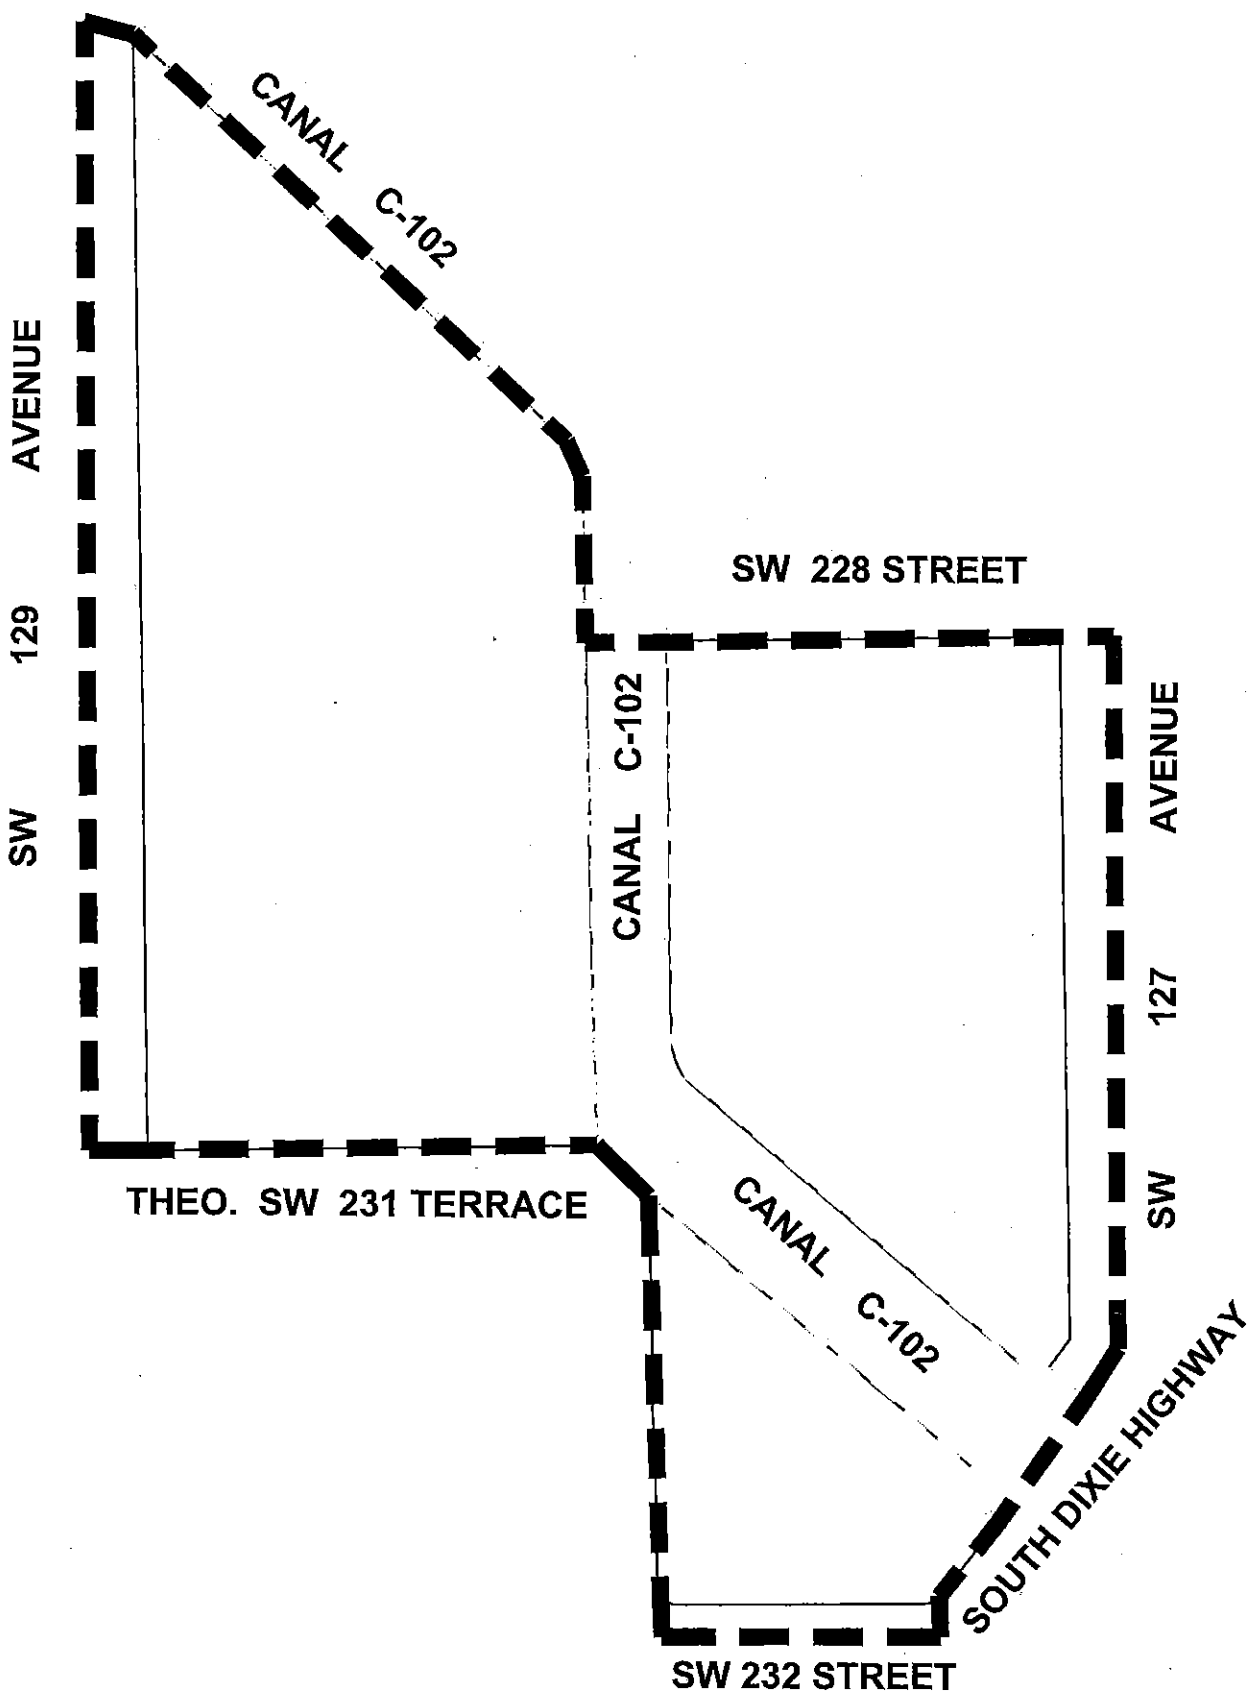 CANAL C-102
SW 129 AVENUE
SW 228 STREET
CANAL C-102
SW 127 AVENUE
THEO. SW 231 TERRACE
CANAL C-102
SOUTH DIXIE HIGHWAY
SW 232 STREET